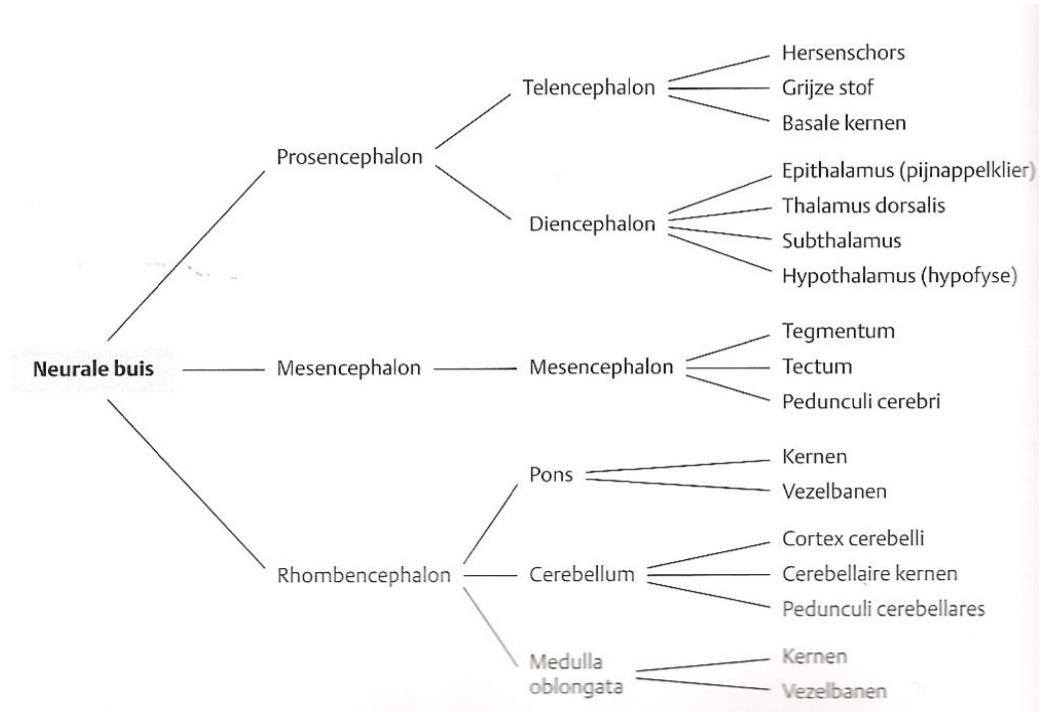 Hersenschors
Telencephalon
Grijze stof
Basale kernen
Prosencephalon
Epithalamus (pijnappelklier)
Thalamus dorsalis
Diencephalon
Subthalamus
Hypothalamus (hypofyse)
Tegmentum
Neurale buis
Mesencephalon
Mesencephalon
Tectum
Pedunculi cerebri
Kernen
Pons
Vezelbanen
Cortex cerebelli
Rhombencephalon
Cerebellum
Cerebellaire kernen
Pedunculi cerebellares
Medulla
oblongata
Kernen
Vezelbanen